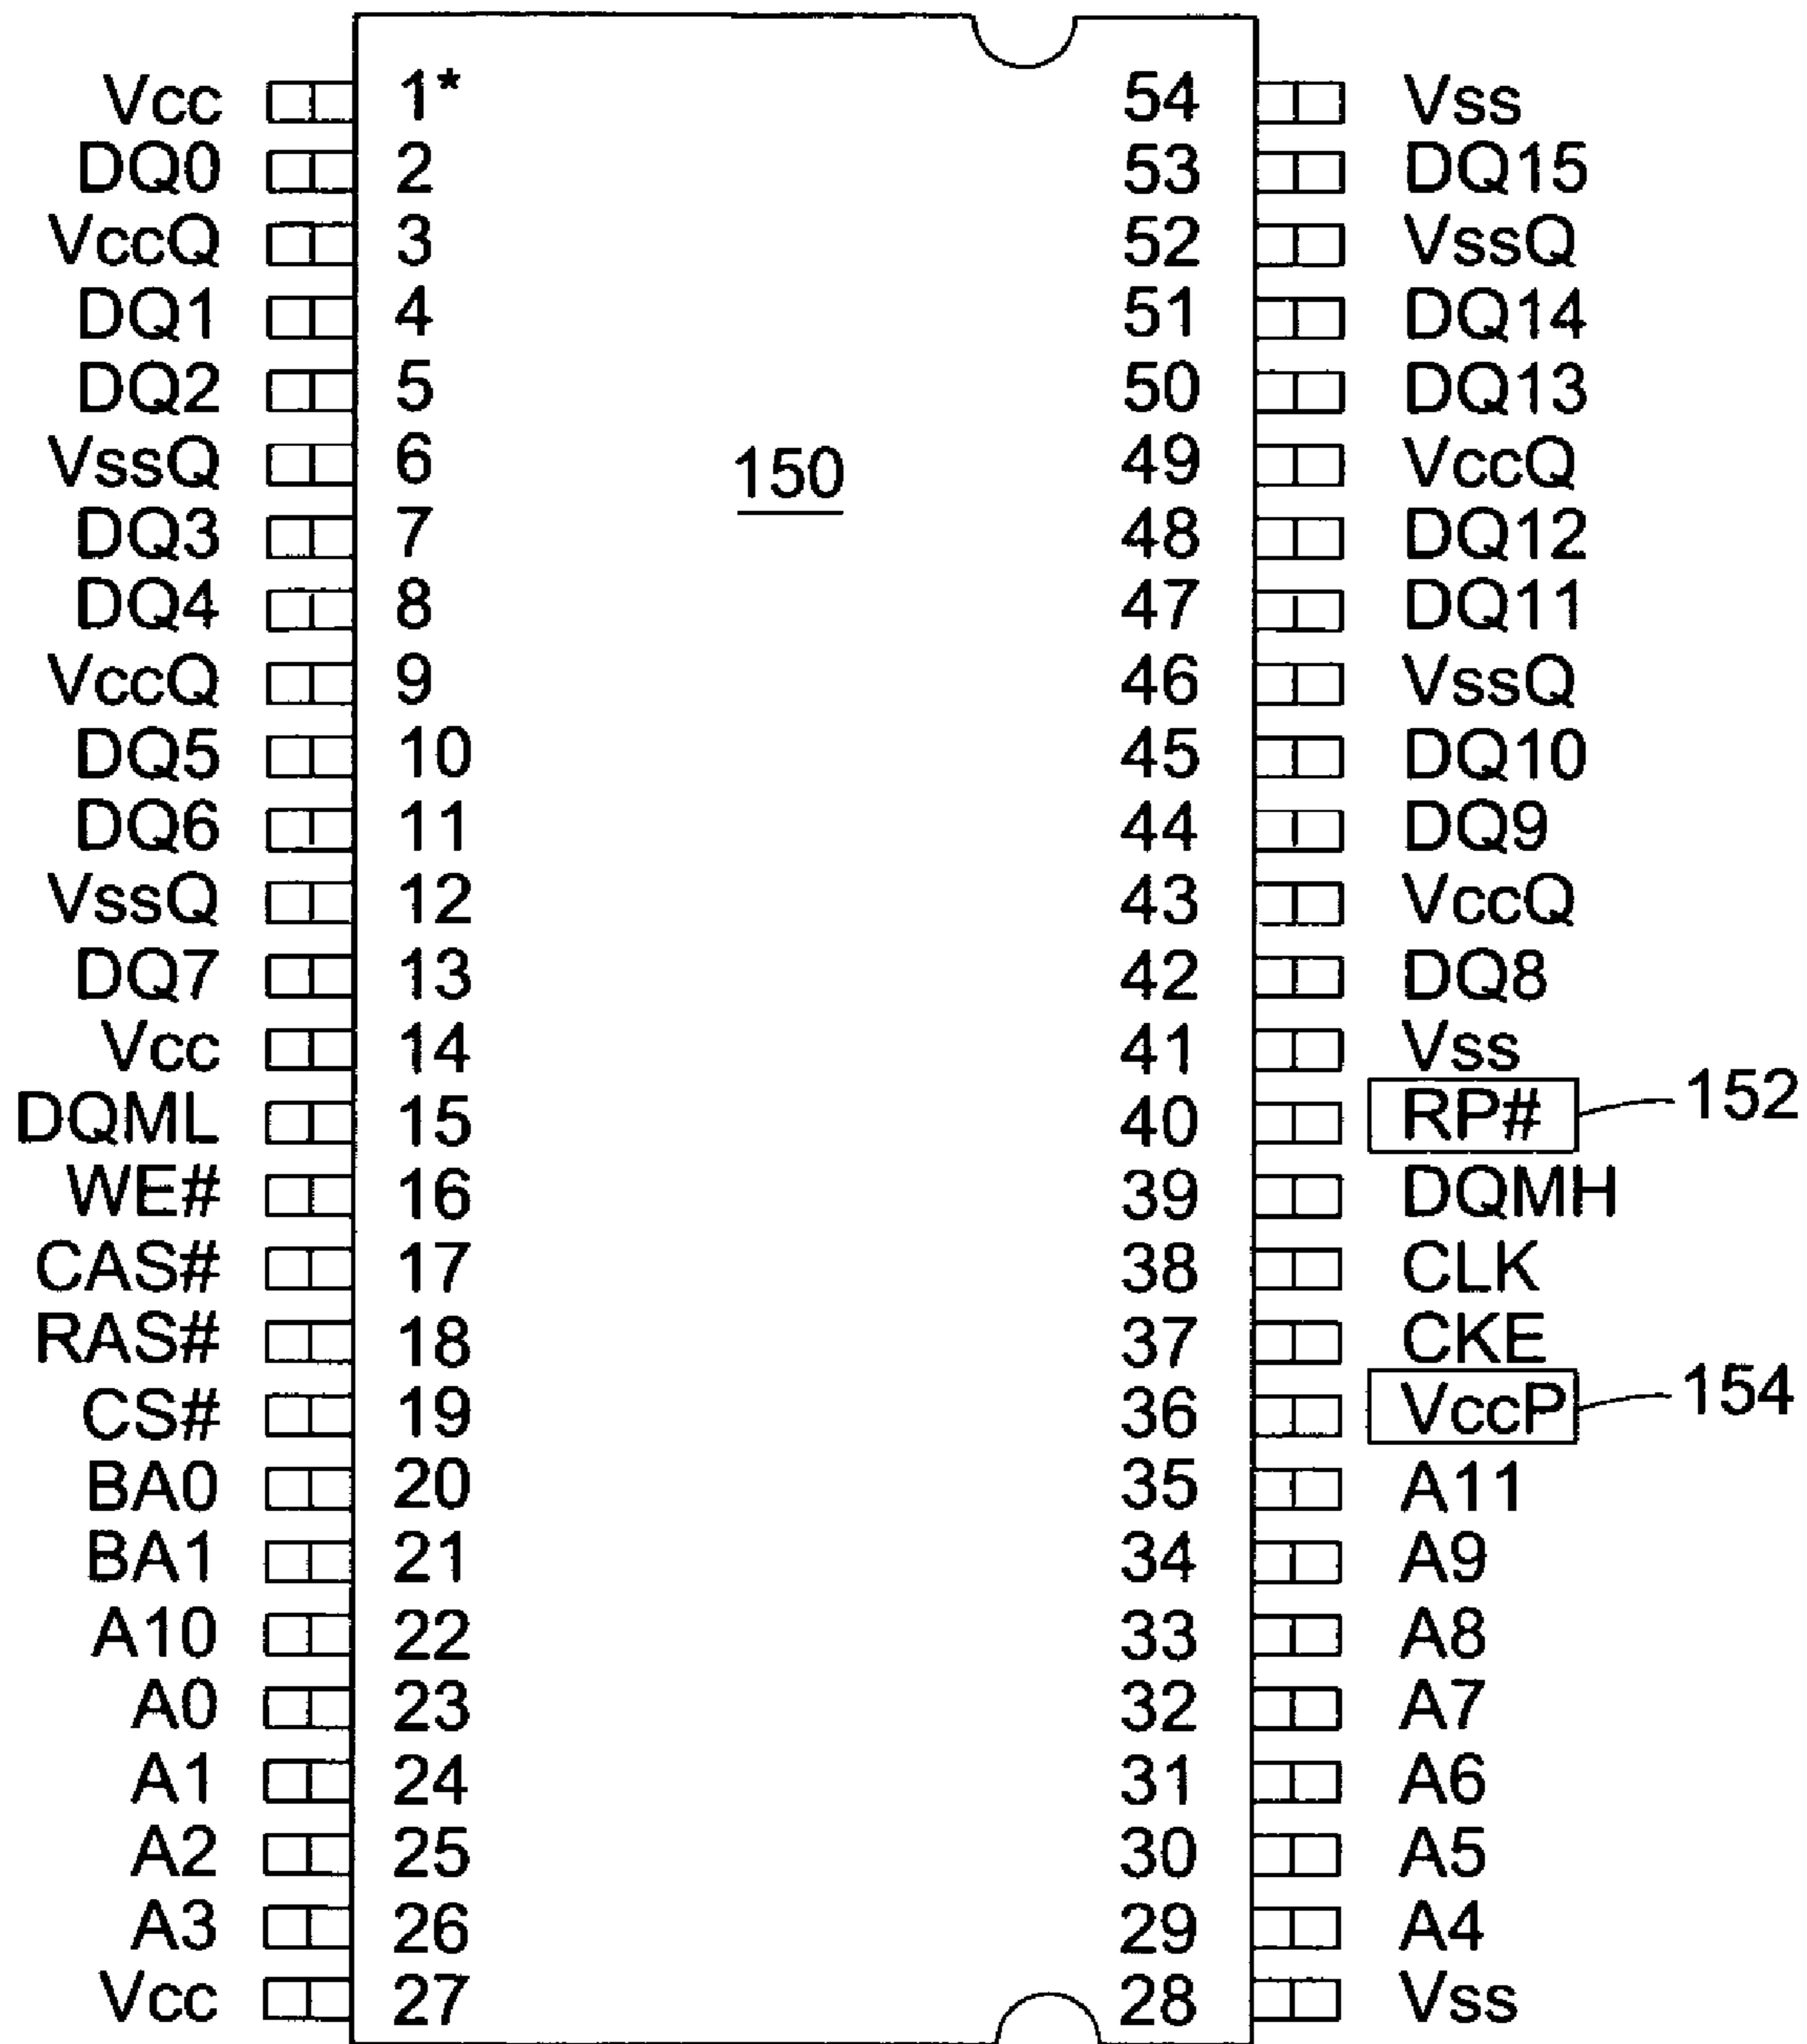 Vcc 1* 54 Vss
DQ0 2 53 DQ15
VccQ 3 52 VssQ
DQ1 4 51 DQ14
DQ2 5 50 DQ13
VssQ 6 150 49 VccQ
DQ3 7 48 DQ12
DQ4 8 47 DQ11
VccQ 9 46 VssQ
DQ5 10 45 DQ10
DQ6 11 44 DQ9
VssQ 12 43 VccQ
DQ7 13 42 DQ8
Vcc 14 41 Vss
DQML 15 40 RP# 152
WE# 16 39 DQMH
CAS# 17 38 CLK
RAS# 18 37 CKE
CS# 19 36 VccP 154
BA0 20 35 A11
BA1 21 34 A9
A10 22 33 A8
A0 23 32 A7
A1 24 31 A6
A2 25 30 A5
A3 26 29 A4
Vcc 27 28 Vss